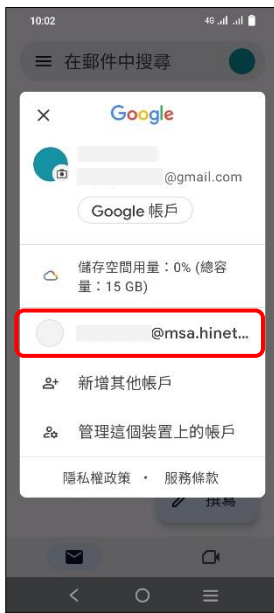 10:02
4G
在郵件中搜尋
Google
@gmail.com
Google 帳戶
儲存空間用量：0% (總容
量：15 GB)
@msa.hinet...
新增其他帳戶
管理這個裝置上的帳戶
隱私權政策 · 服務條款
撰寫